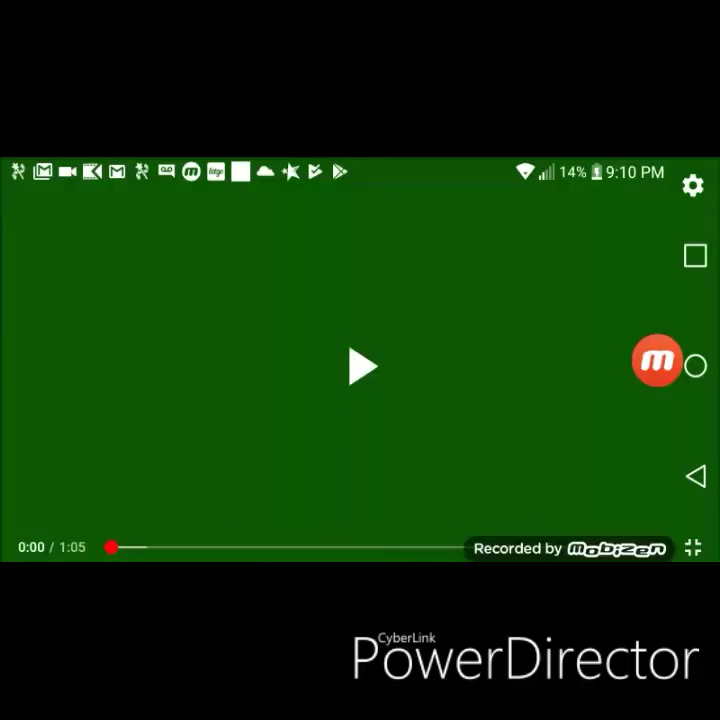 14% 9:10 PM
0:00 / 1:05
Recorded by Mobizen
CyberLink
PowerDirector